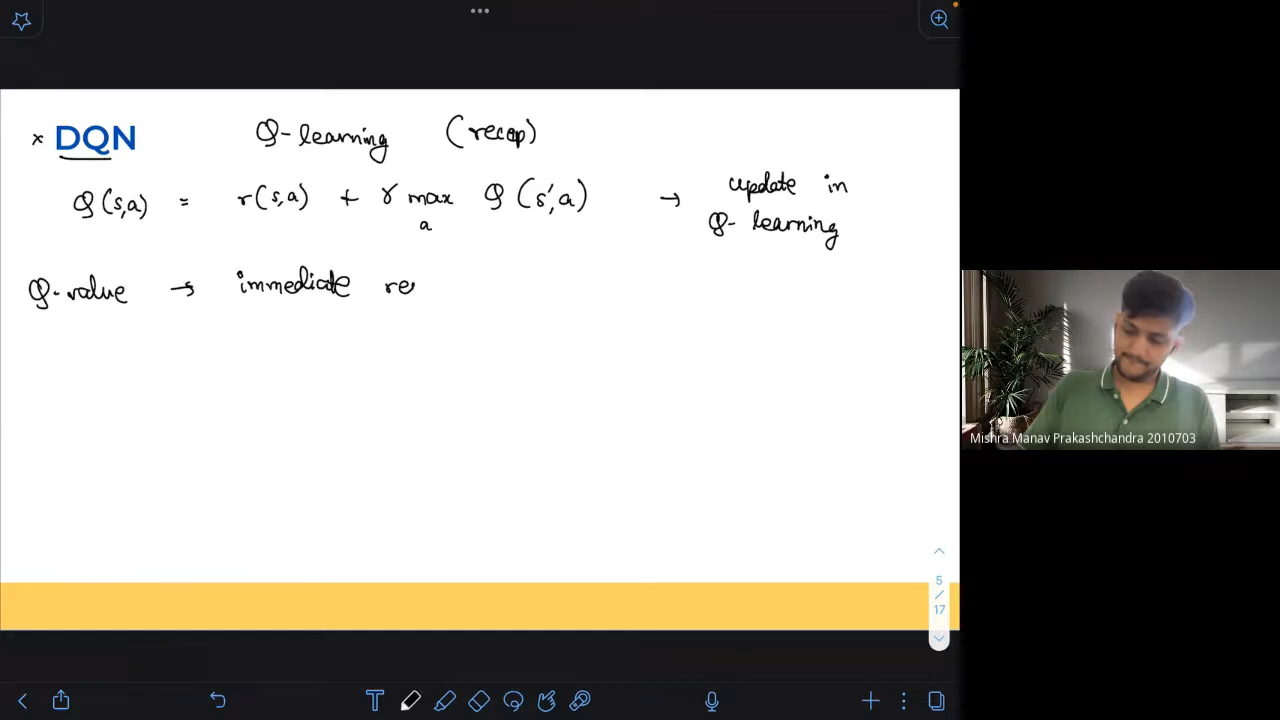 × DQN Q-learning (recap)
Q(s,a) = r(s,a) + γ max Q(s',a) → update in
a
Q-learning
Q-value → immediate re
Mishra Manav Prakashchandra 2010703
5
/
17
T